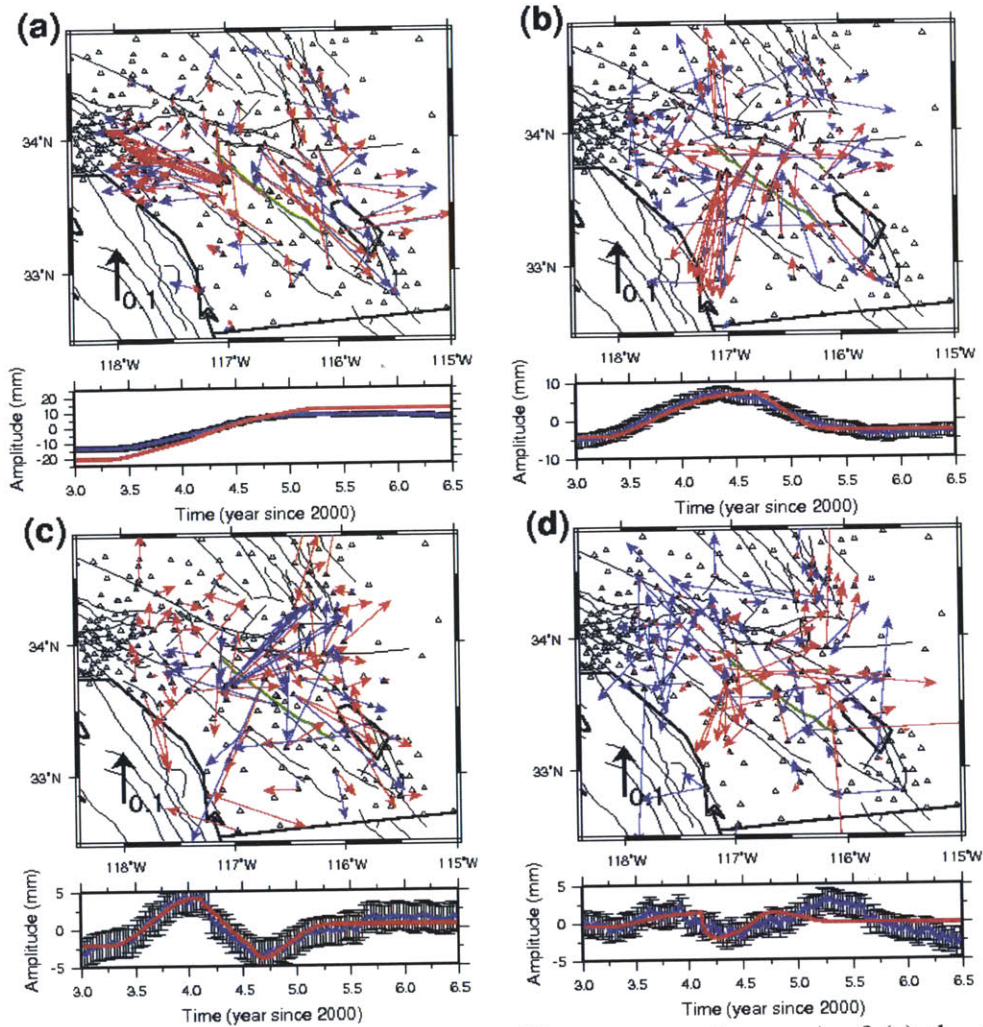 (a)
(b)
34°N
33°N
0.1
118°W 117°W 116°W 115°W
34°N
33°N
0.1
118°W 117°W 116°W 115°W
Amplitude (mm)
20
10
0
-10
-20
3.0 3.5 4.0 4.5 5.0 5.5 6.0 6.5
Time (year since 2000)
Amplitude (mm)
10
0
-10
3.0 3.5 4.0 4.5 5.0 5.5 6.0 6.5
Time (year since 2000)
(c)
(d)
34°N
33°N
0.1
118°W 117°W 116°W 115°W
34°N
33°N
0.1
118°W 117°W 116°W 115°W
Amplitude (mm)
5
0
-5
3.0 3.5 4.0 4.5 5.0 5.5 6.0 6.5
Time (year since 2000)
Amplitude (mm)
5
0
-5
3.0 3.5 4.0 4.5 5.0 5.5 6.0 6.5
Time (year since 2000)